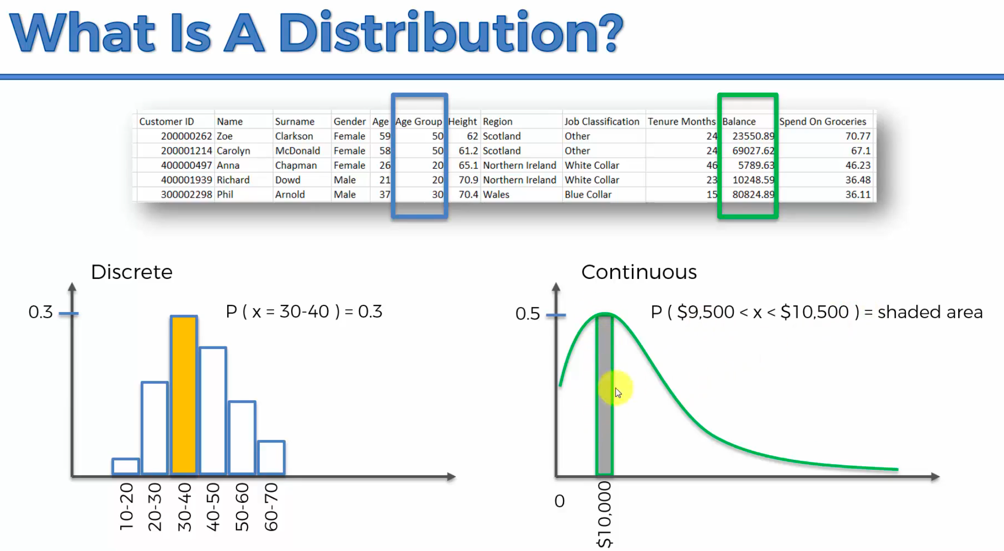 What Is A Distribution?
Customer ID Name Surname Gender Age Age Group Height Region Job Classification Tenure Months Balance Spend On Groceries
200000262 Zoe Clarkson Female 59 50 62 Scotland Other 24 23550.89 70.77
200001214 Carolyn McDonald Female 58 50 61.2 Scotland Other 24 69027.62 67.1
400000497 Anna Chapman Female 26 20 65.1 Northern Ireland White Collar 46 5789.63 46.23
400001939 Richard Dowd Male 21 20 70.9 Northern Ireland White Collar 23 10248.59 36.48
300002298 Phil Arnold Male 37 30 70.4 Wales Blue Collar 15 80824.89 36.11
Discrete
0.3
P ( x = 30-40 ) = 0.3
10-20
20-30
30-40
40-50
50-60
60-70
Continuous
0.5
P ( $9,500 < x < $10,500 ) = shaded area
0
$10,000